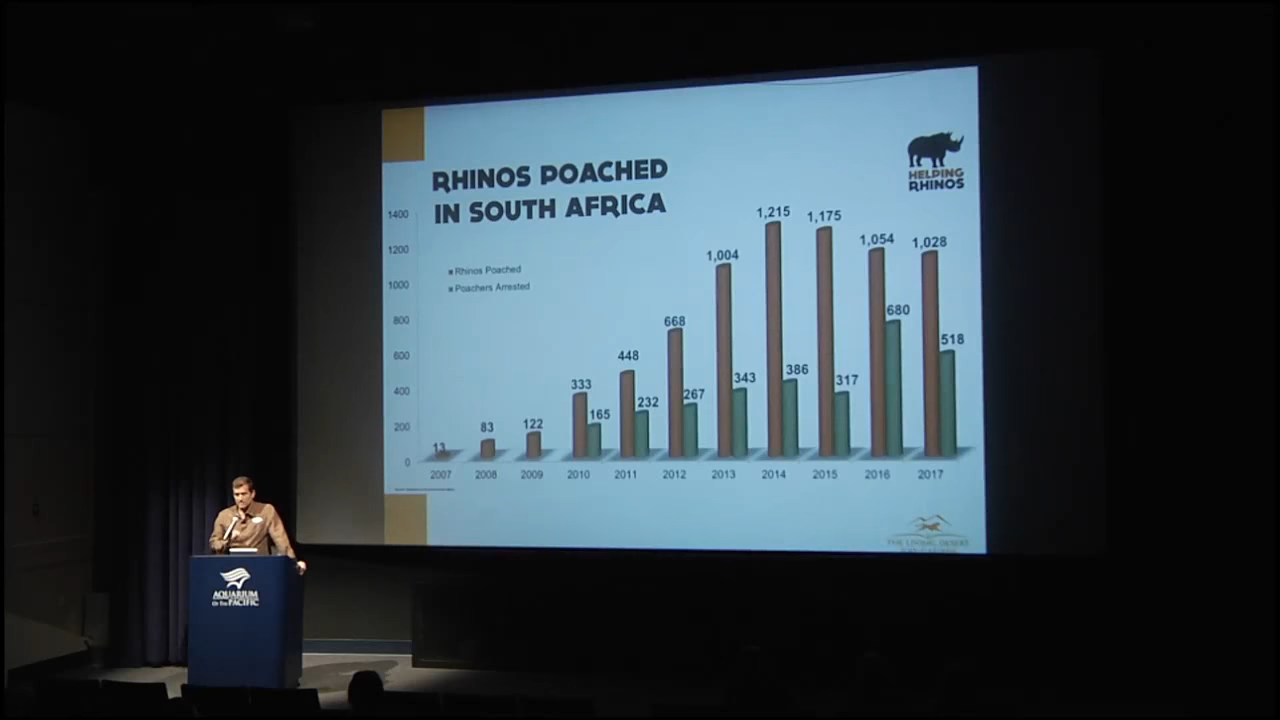 RHINOS POACHED
IN SOUTH AFRICA
HELPING
RHINOS
Rhinos Poached
Poachers Arrested
1400
1200
1000
800
600
400
200
0
13
83
122
333
165
448
232
668
267
1,004
343
1,215
386
1,175
317
1,054
680
1,028
518
2007 2008 2009 2010 2011 2012 2013 2014 2015 2016 2017
THE LIVING DESERT
AQUARIUM
OF THE PACIFIC